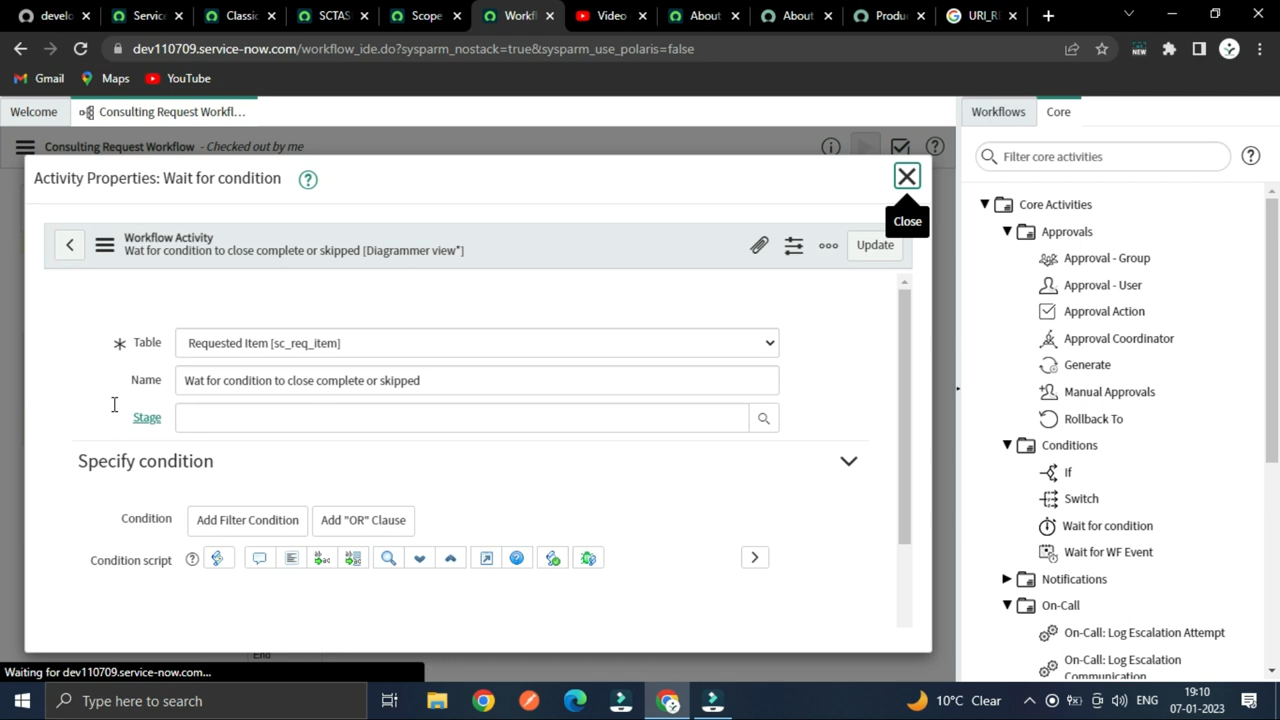 develo
Service
Classi
SCTAS
Scope
Workfl
Video
About
About
Produ
URI_RE
dev110709.service-now.com/workflow_ide.do?sysparm_nostack=true&sysparm_use_polaris=false
NEW
Gmail
Maps
YouTube
Welcome
Consulting Request Workfl...
Workflows
Core
Consulting Request Workflow - Checked out by me
Filter core activities
Activity Properties: Wait for condition
Close
Workflow Activity
Wat for condition to close complete or skipped [Diagrammer view*]
Update
Table
Requested Item [sc_req_item]
Name
Wat for condition to close complete or skipped
Stage
Specify condition
Condition
Add Filter Condition
Add "OR" Clause
Condition script
Core Activities
Approvals
Approval - Group
Approval - User
Approval Action
Approval Coordinator
Generate
Manual Approvals
Rollback To
Conditions
If
Switch
Wait for condition
Wait for WF Event
Notifications
On-Call
On-Call: Log Escalation Attempt
On-Call: Log Escalation
Communication
End
Waiting for dev110709.service-now.com...
Type here to search
10°C Clear
ENG
19:10
07-01-2023